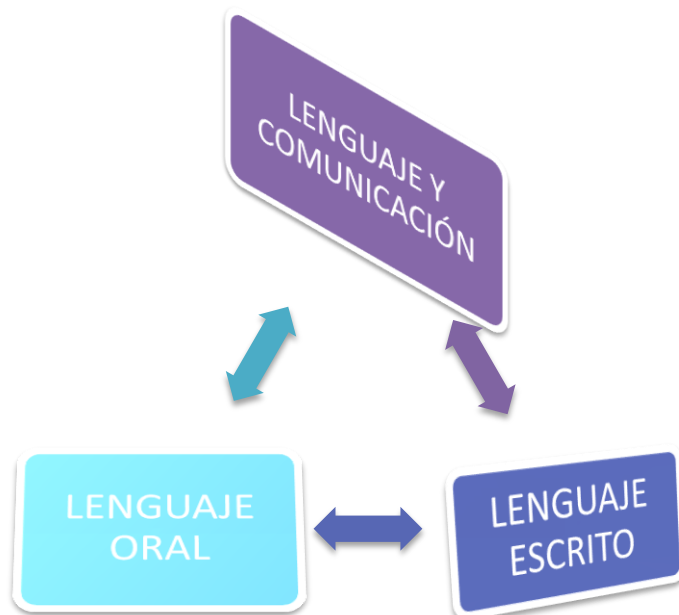 LENGUAJE Y
COMUNICACIÓN
LENGUAJE
ORAL
LENGUAJE
ESCRITO